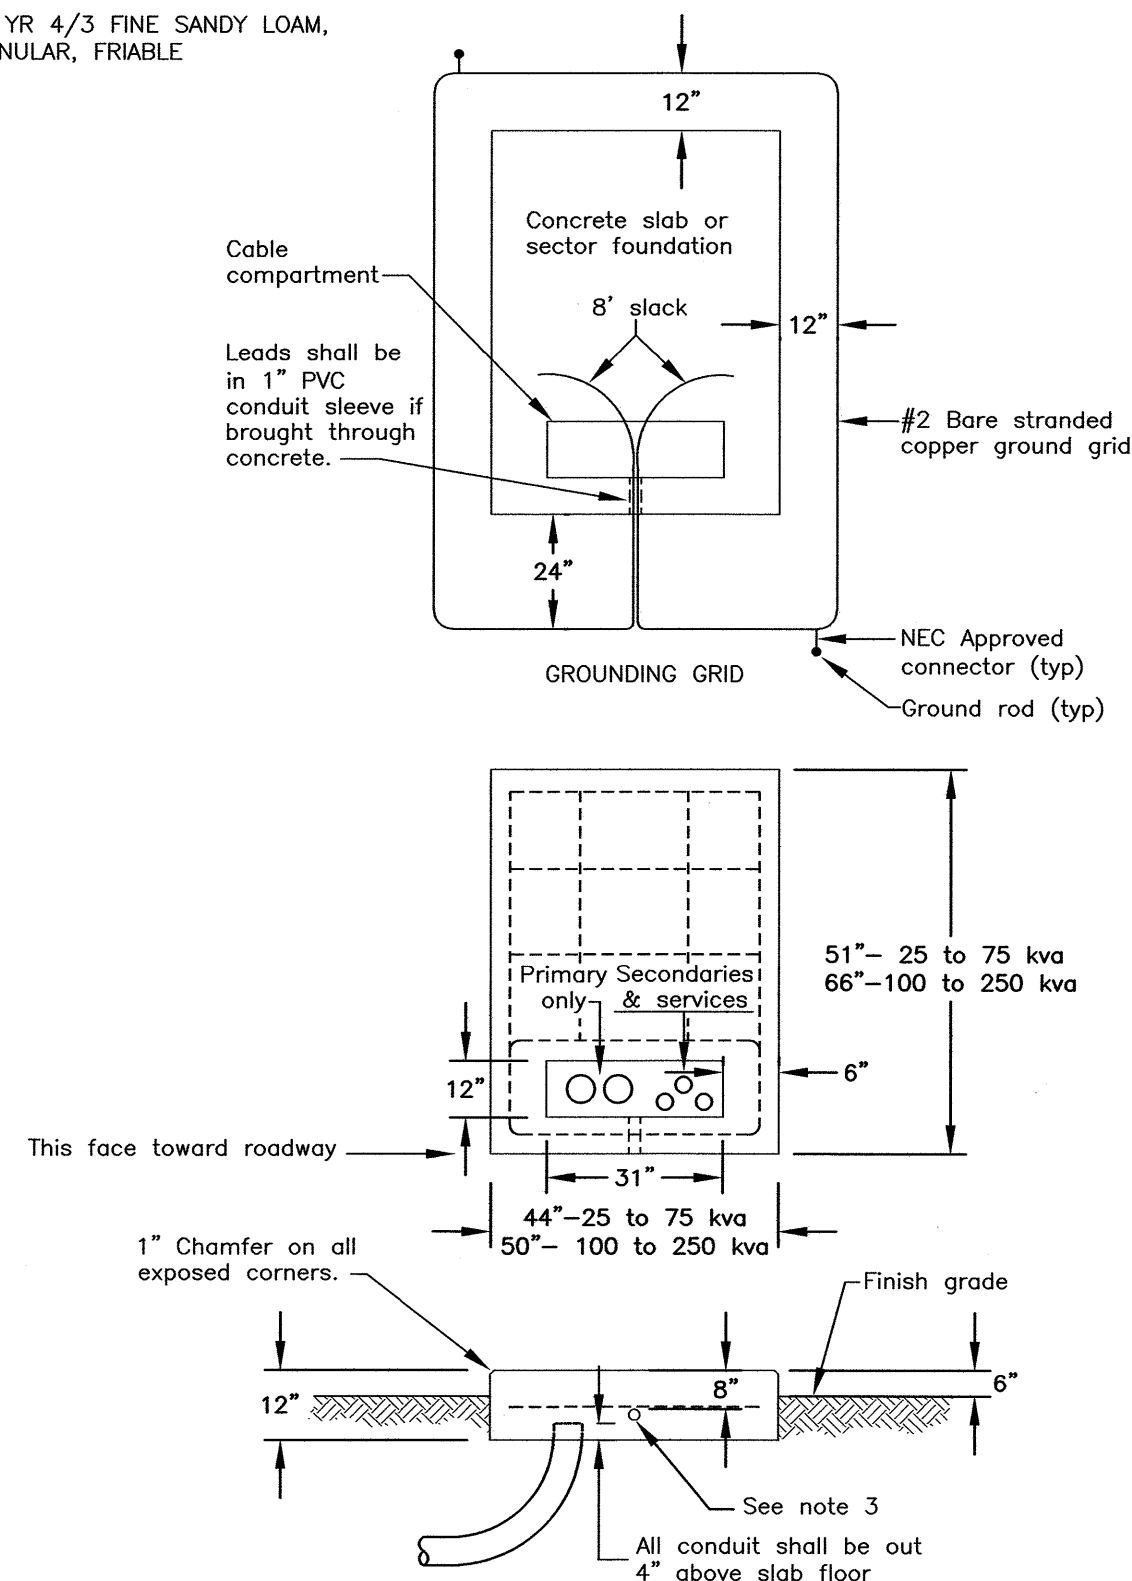 YR 4/3 FINE SANDY LOAM,
NULAR, FRIABLE
12"
Concrete slab or
sector foundation
Cable
compartment
8' slack
12"
Leads shall be
in 1" PVC
conduit sleeve if
brought through
concrete.
#2 Bare stranded
copper ground grid
24"
NEC Approved
connector (typ)
GROUNDING GRID
Ground rod (typ)
51"– 25 to 75 kva
66"–100 to 250 kva
Primary
only
Secondaries
& services
12"
6"
This face toward roadway
31"
44"–25 to 75 kva
50"– 100 to 250 kva
1" Chamfer on all
exposed corners.
Finish grade
12"
8"
6"
See note 3
All conduit shall be out
4" above slab floor